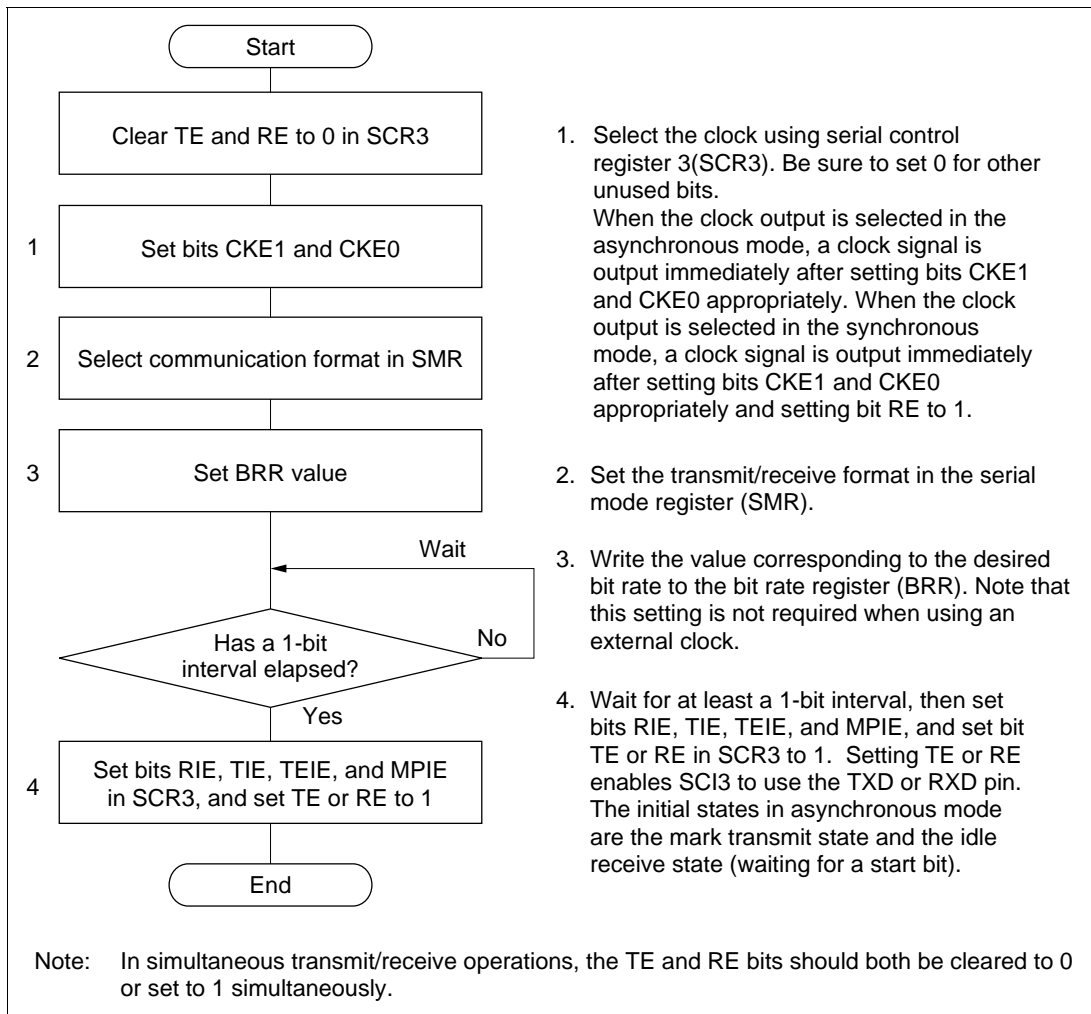 Start
Clear TE and RE to 0 in SCR3
1
Set bits CKE1 and CKE0
2
Select communication format in SMR
3
Set BRR value
Wait
Has a 1-bit
interval elapsed?
No
Yes
4
Set bits RIE, TIE, TEIE, and MPIE
in SCR3, and set TE or RE to 1
End
1. Select the clock using serial control
register 3(SCR3). Be sure to set 0 for other
unused bits.
When the clock output is selected in the
asynchronous mode, a clock signal is
output immediately after setting bits CKE1
and CKE0 appropriately. When the clock
output is selected in the synchronous
mode, a clock signal is output immediately
after setting bits CKE1 and CKE0
appropriately and setting bit RE to 1.
2. Set the transmit/receive format in the serial
mode register (SMR).
3. Write the value corresponding to the desired
bit rate to the bit rate register (BRR). Note that
this setting is not required when using an
external clock.
4. Wait for at least a 1-bit interval, then set
bits RIE, TIE, TEIE, and MPIE, and set bit
TE or RE in SCR3 to 1. Setting TE or RE
enables SCI3 to use the TXD or RXD pin.
The initial states in asynchronous mode
are the mark transmit state and the idle
receive state (waiting for a start bit).
Note: In simultaneous transmit/receive operations, the TE and RE bits should both be cleared to 0
or set to 1 simultaneously.